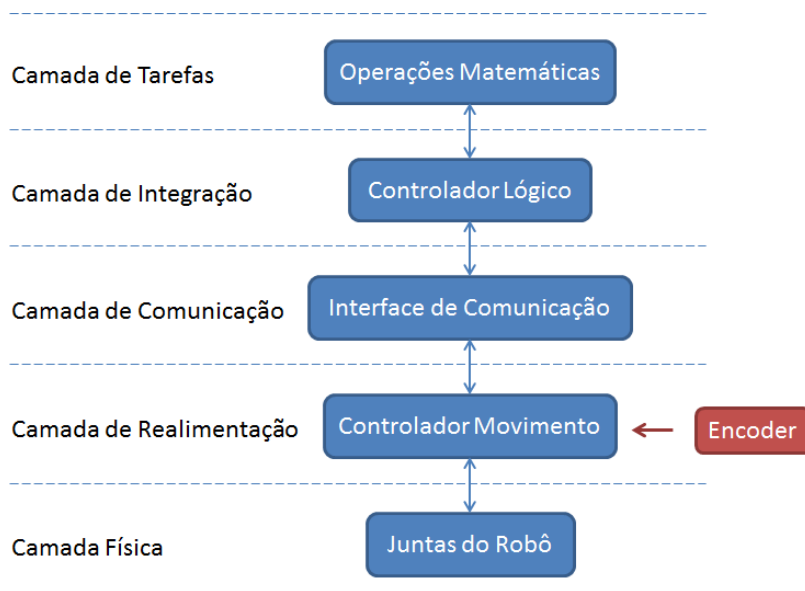 Camada de Tarefas
Operações Matemáticas
Camada de Integração
Controlador Lógico
Camada de Comunicação
Interface de Comunicação
Camada de Realimentação
Controlador Movimento
Encoder
Camada Física
Juntas do Robô